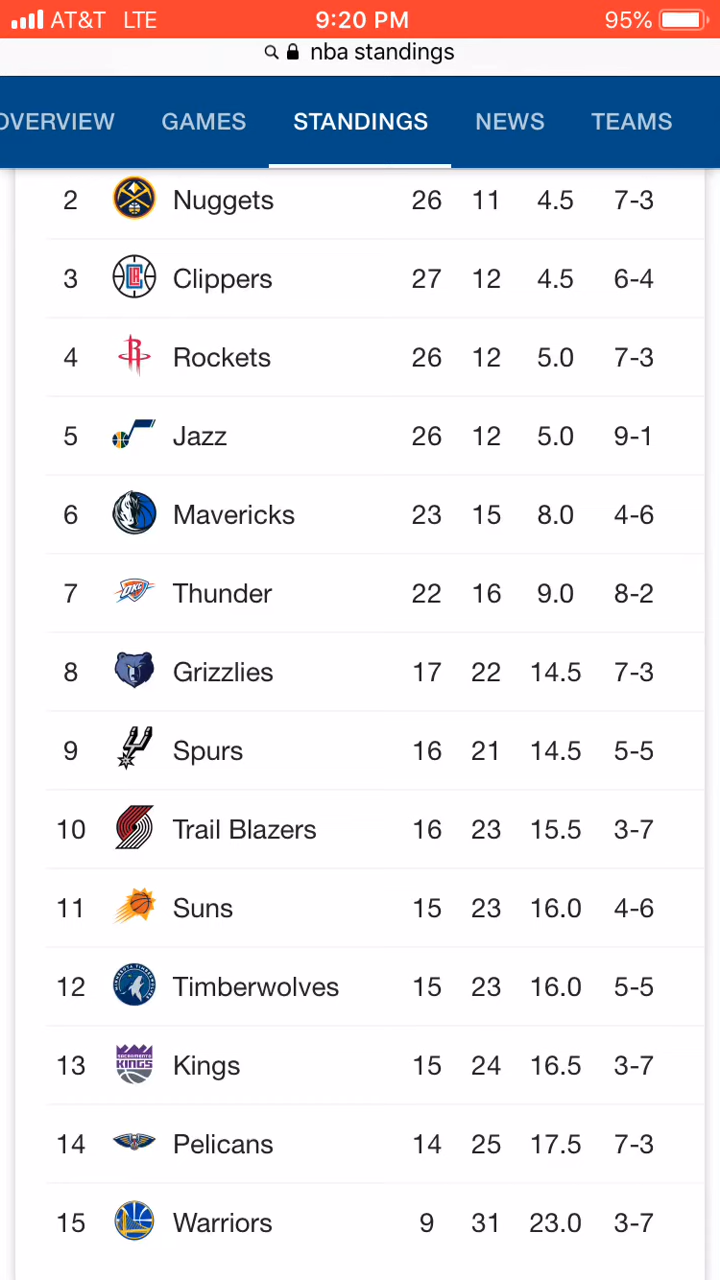 AT&T LTE 9:20 PM 95%
nba standings
OVERVIEW GAMES STANDINGS NEWS TEAMS
2 Nuggets 26 11 4.5 7-3
3 Clippers 27 12 4.5 6-4
4 Rockets 26 12 5.0 7-3
5 Jazz 26 12 5.0 9-1
6 Mavericks 23 15 8.0 4-6
7 OKC Thunder 22 16 9.0 8-2
8 Grizzlies 17 22 14.5 7-3
9 Spurs 16 21 14.5 5-5
10 Trail Blazers 16 23 15.5 3-7
11 Suns 15 23 16.0 4-6
12 Timberwolves 15 23 16.0 5-5
13 SACRAMENTO KINGS Kings 15 24 16.5 3-7
14 Pelicans 14 25 17.5 7-3
15 Warriors 9 31 23.0 3-7